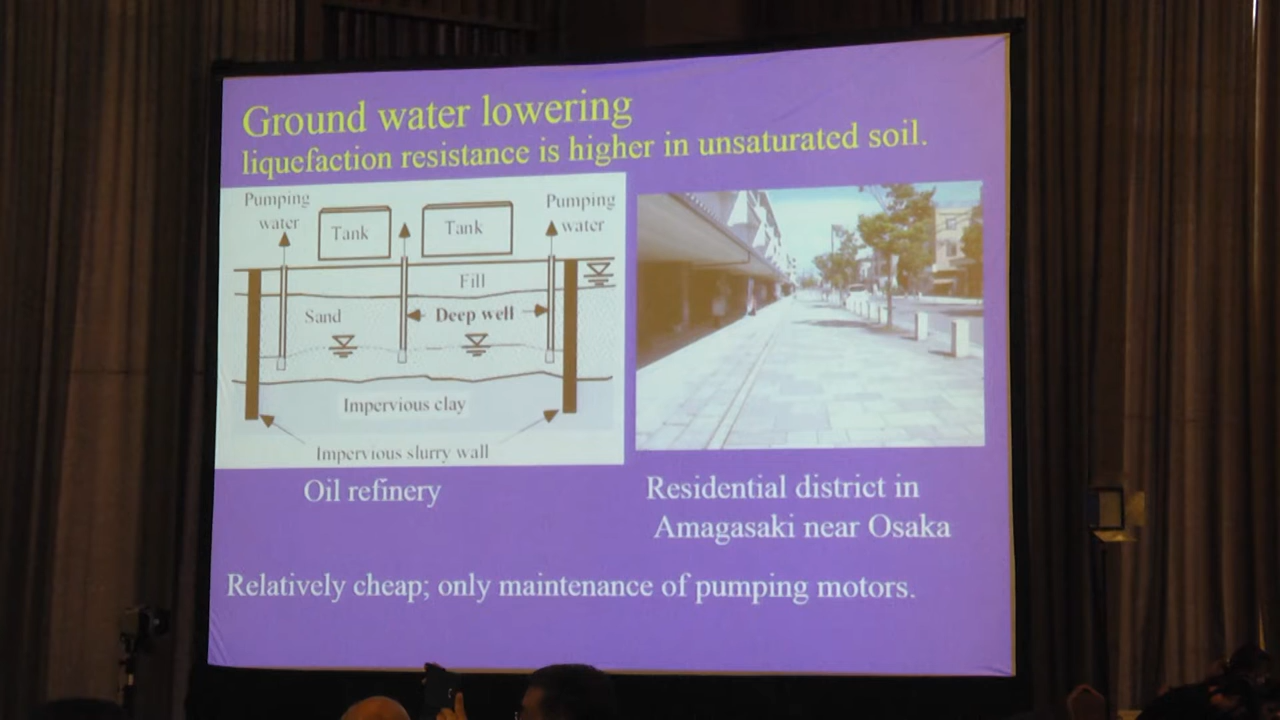 Ground water lowering
liquefaction resistance is higher in unsaturated soil.
Pumping
water
Tank
Tank
Pumping
water
Fill
Sand
Deep well
Impervious clay
Impervious slurry wall
Oil refinery
Residential district in
Amagasaki near Osaka
Relatively cheap; only maintenance of pumping motors.